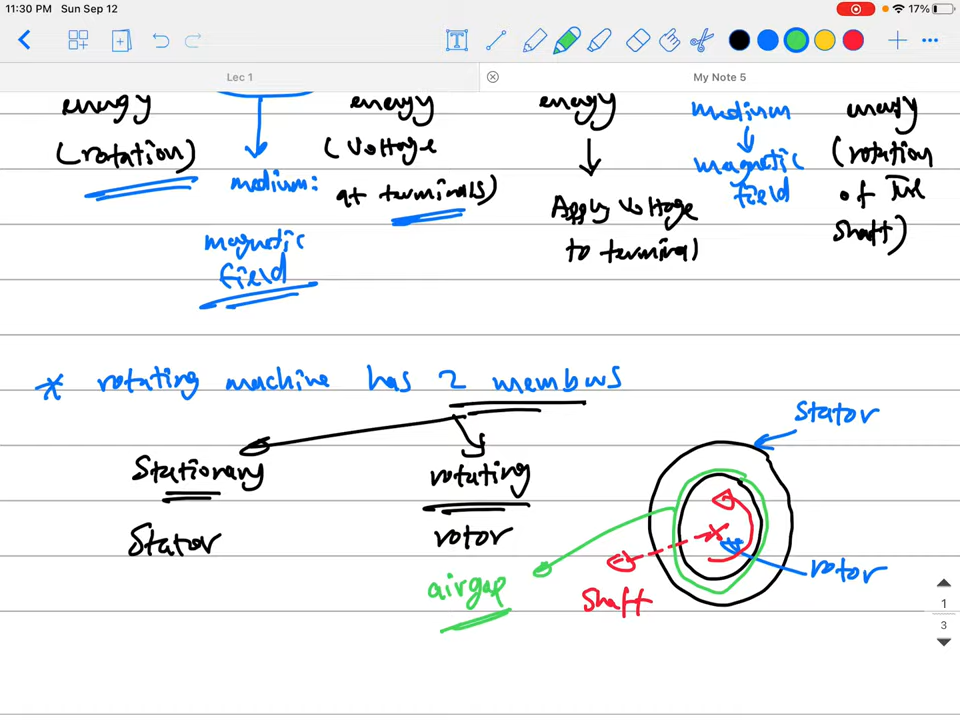 11:30 PM Sun Sep 12
17%
Lec 1
My Note 5
energy
(rotation)
medium:
magnetic
field
energy
(Voltage
at terminals)
energy
Apply Voltage
to terminal
medium
magnetic
field
energy
(rotation
of the
shaft)
* rotating machine has 2 members
Stationary
Stator
rotating
rotor
airgap
Shaft
Stator
rotor
1
3